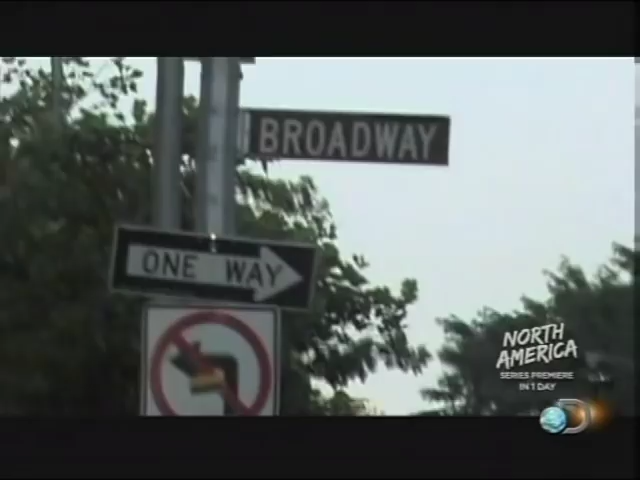 BROADWAY
ONE WAY
NORTH
AMERICA
SERIES PREMIERE
IN 1 DAY
D